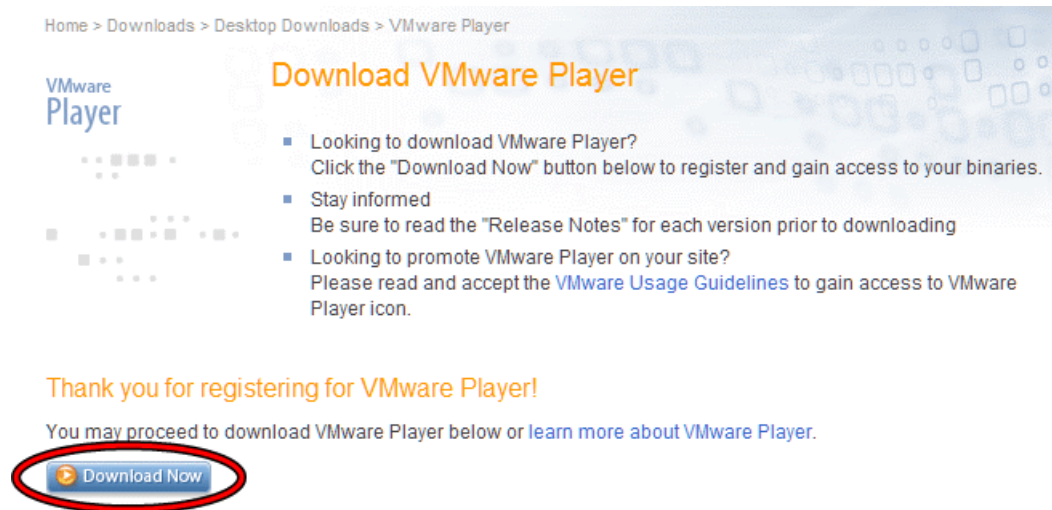 Home > Downloads > Desktop Downloads > VMware Player
VMware
Player
Download VMware Player
Looking to download VMware Player?
Click the "Download Now" button below to register and gain access to your binaries.
Stay informed
Be sure to read the "Release Notes" for each version prior to downloading
Looking to promote VMware Player on your site?
Please read and accept the VMware Usage Guidelines to gain access to VMware
Player icon.
Thank you for registering for VMware Player!
You may proceed to download VMware Player below or learn more about VMware Player.
Download Now